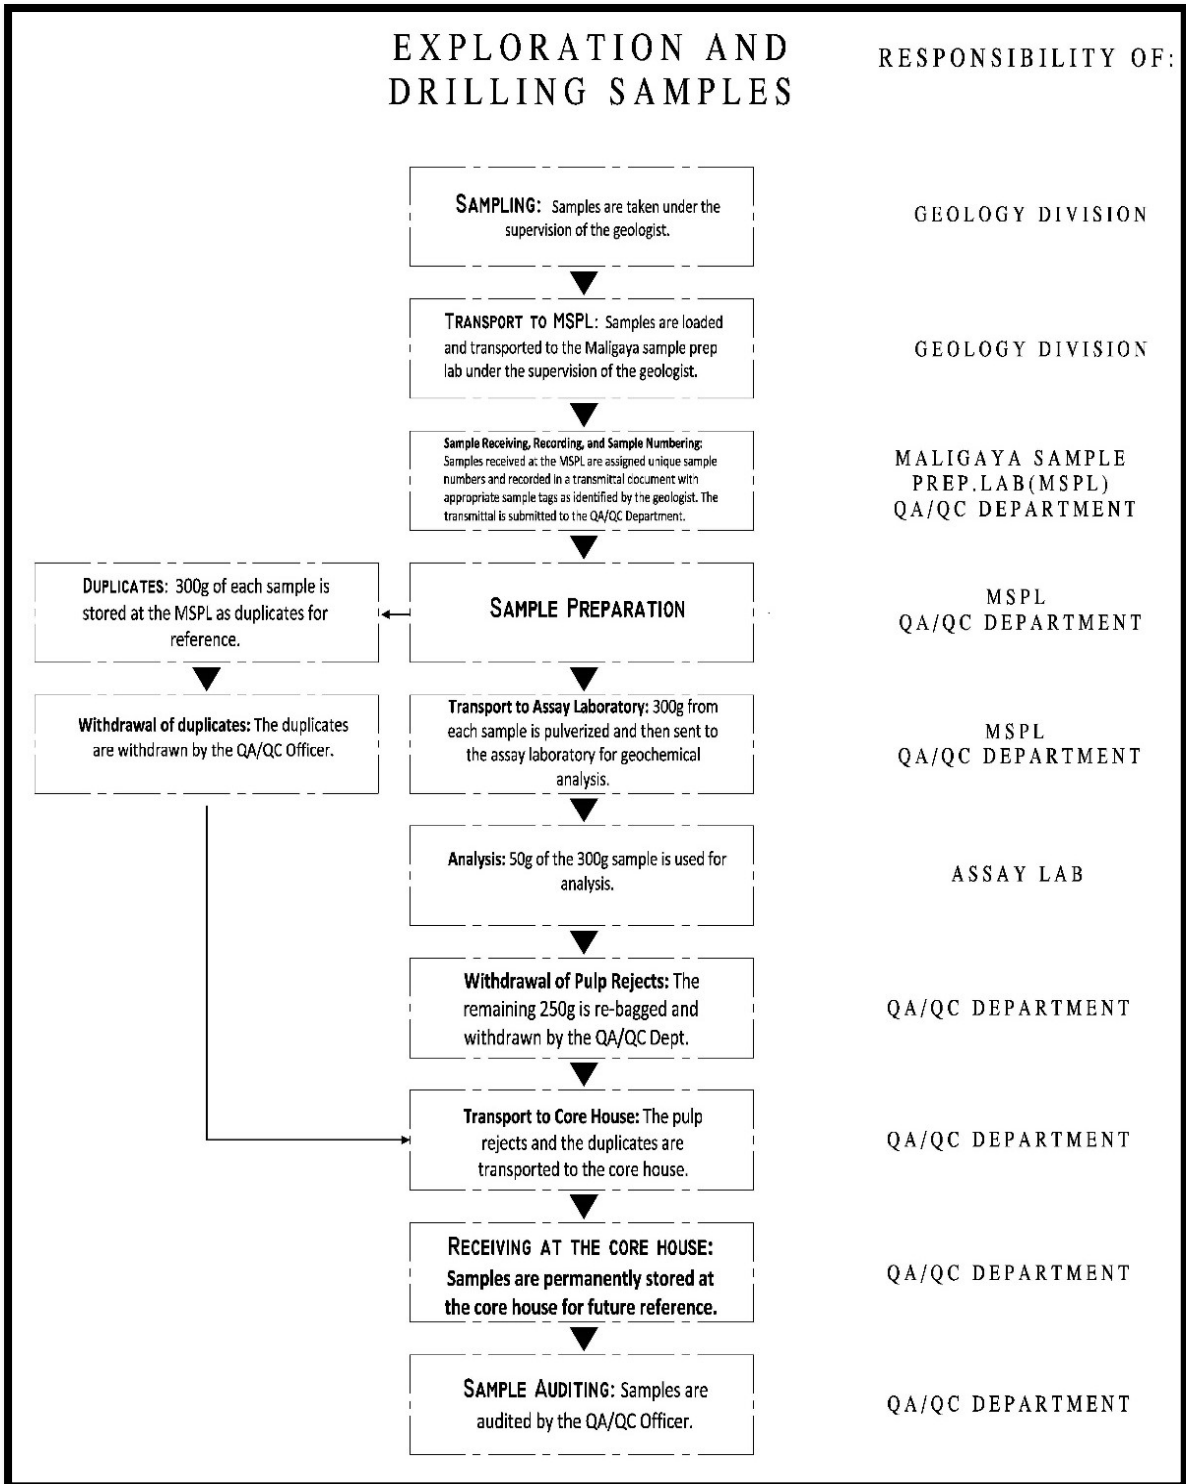 EXPLORATION AND
DRILLING SAMPLES
RESPONSIBILITY OF:
SAMPLING: Samples are taken under the
supervision of the geologist.
GEOLOGY DIVISION
TRANSPORT TO MSPL: Samples are loaded
and transported to the Maligaya sample prep
lab under the supervision of the geologist.
GEOLOGY DIVISION
Sample Receiving, Recording, and Sample Numbering:
Samples received at the MSPL are assigned unique sample
numbers and recorded in a transmittal document with
appropriate sample tags as identified by the geologist. The
transmittal is submitted to the QA/QC Department.
MALIGAYA SAMPLE
PREP.LAB(MSPL)
QA/QC DEPARTMENT
DUPLICATES: 300g of each sample is
stored at the MSPL as duplicates for
reference.
SAMPLE PREPARATION
MSPL
QA/QC DEPARTMENT
Withdrawal of duplicates: The duplicates
are withdrawn by the QA/QC Officer.
Transport to Assay Laboratory: 300g from
each sample is pulverized and then sent to
the assay laboratory for geochemical
analysis.
MSPL
QA/QC DEPARTMENT
Analysis: 50g of the 300g sample is used for
analysis.
ASSAY LAB
Withdrawal of Pulp Rejects: The
remaining 250g is re-bagged and
withdrawn by the QA/QC Dept.
QA/QC DEPARTMENT
Transport to Core House: The pulp
rejects and the duplicates are
transported to the core house.
QA/QC DEPARTMENT
RECEIVING AT THE CORE HOUSE:
Samples are permanently stored at
the core house for future reference.
QA/QC DEPARTMENT
SAMPLE AUDITING: Samples are
audited by the QA/QC Officer.
QA/QC DEPARTMENT